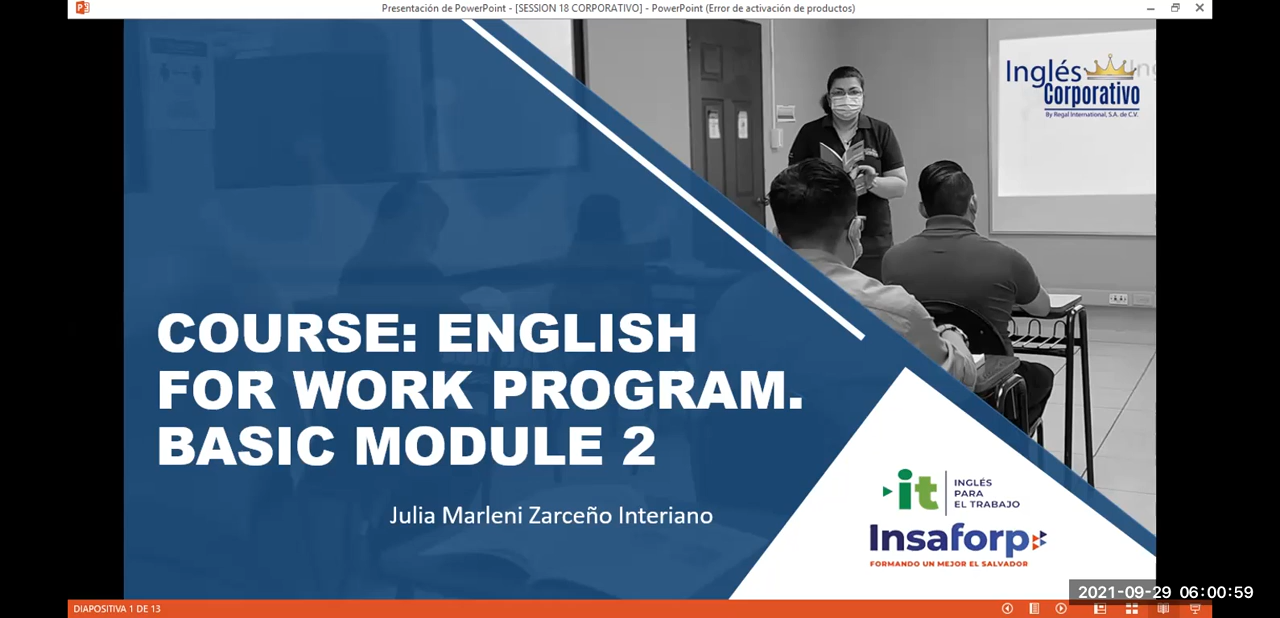 Presentación de PowerPoint - [SESSION 18 CORPORATIVO] - PowerPoint (Error de activación de productos)
Inglés
Corporativo
By Regal International, S.A. de C.V.
COURSE: ENGLISH
FOR WORK PROGRAM.
BASIC MODULE 2
Julia Marleni Zarceño Interiano
it
INGLÉS
PARA
EL TRABAJO
Insaforp
FORMANDO UN MEJOR EL SALVADOR
2021-09-29 06:00:59
DIAPOSITIVA 1 DE 13